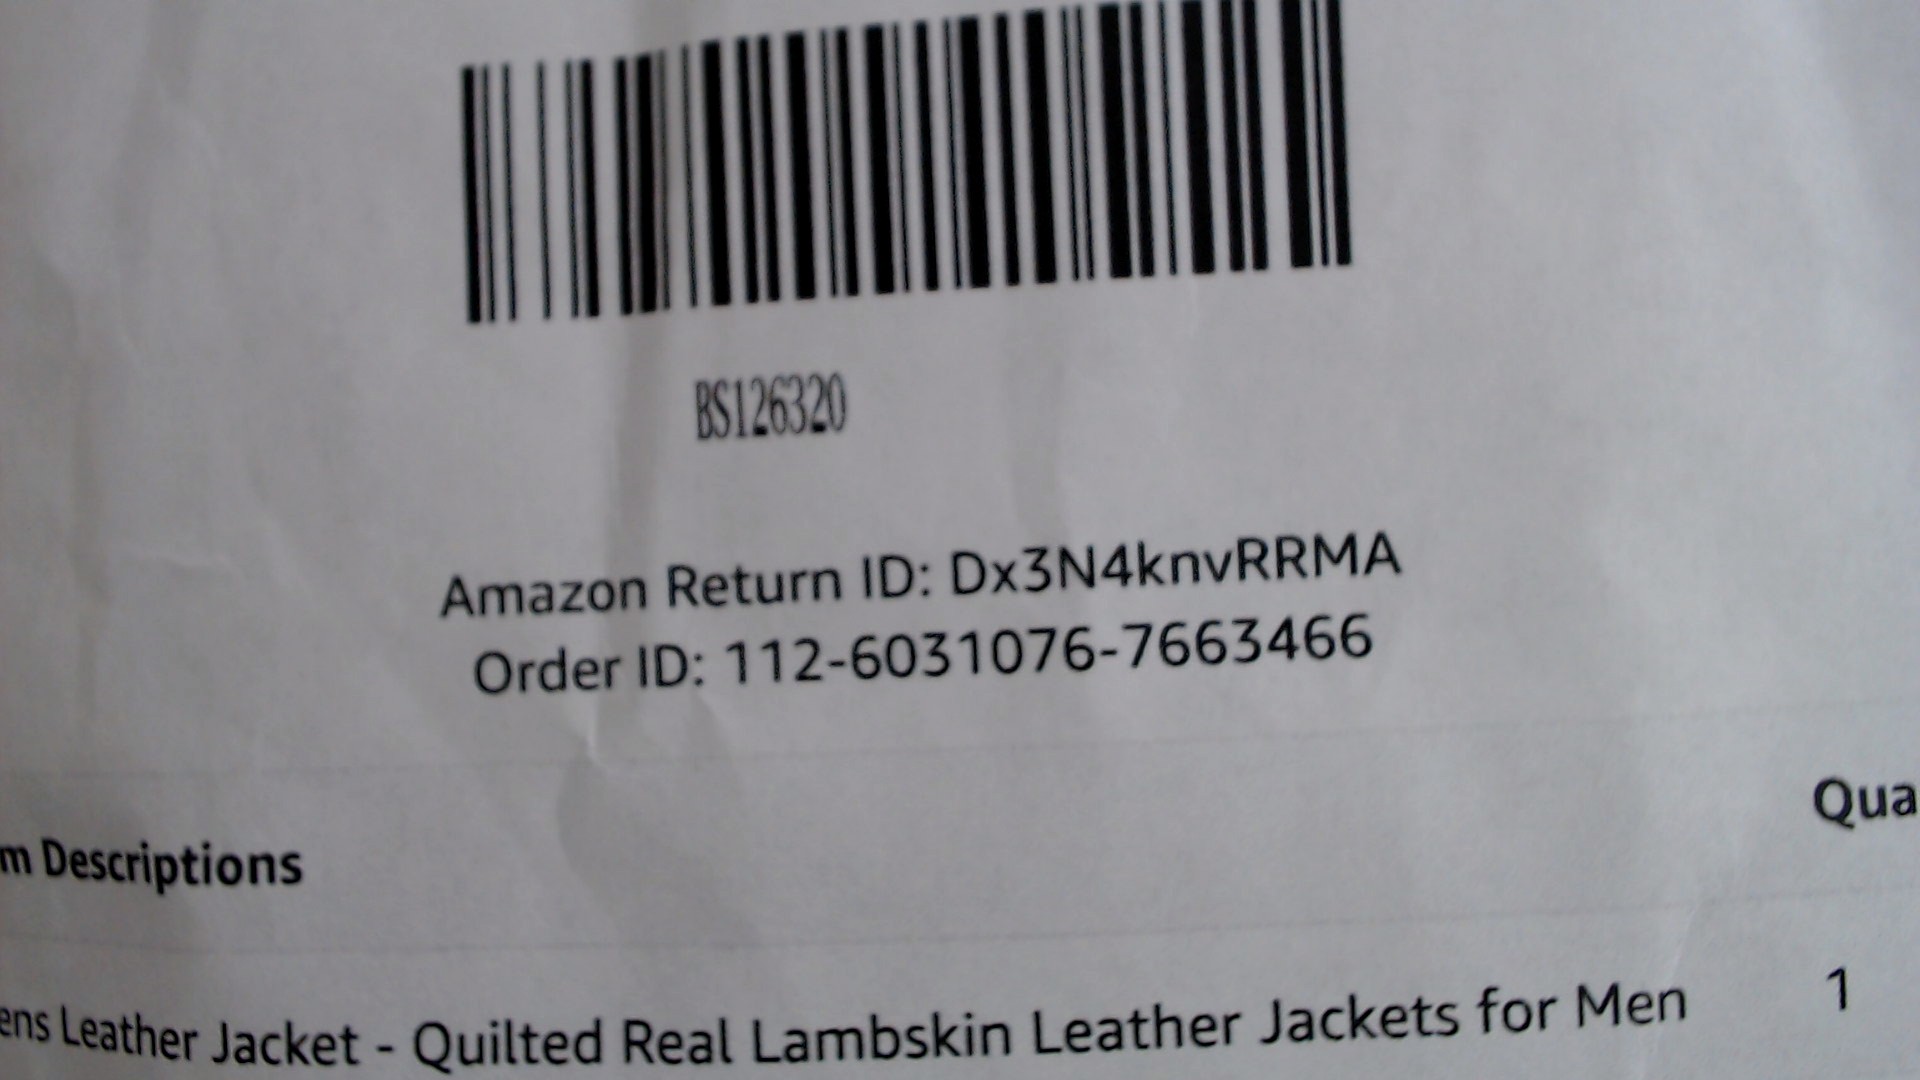 BS126320
Amazon Return ID: Dx3N4knvRRMA
Order ID: 112-6031076-7663466
m Descriptions
Qua
ens Leather Jacket - Quilted Real Lambskin Leather Jackets for Men
1